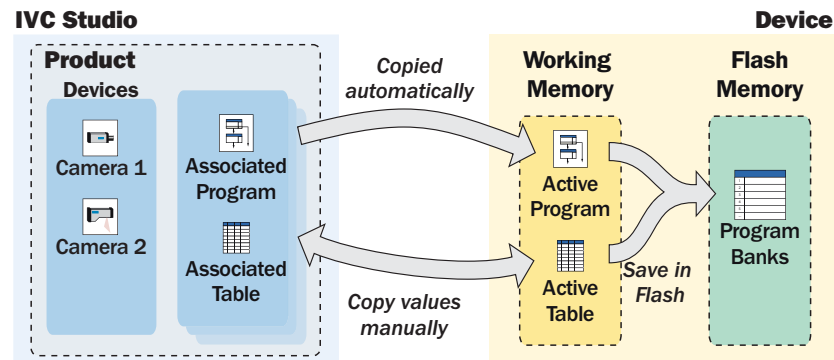 IVC Studio
Device
Product
Devices
Camera 1
Camera 2
Associated
Program
Associated
Table
Copied
automatically
Copy values
manually
Working
Memory
Active
Program
Active
Table
Save in
Flash
Flash
Memory
Program
Banks